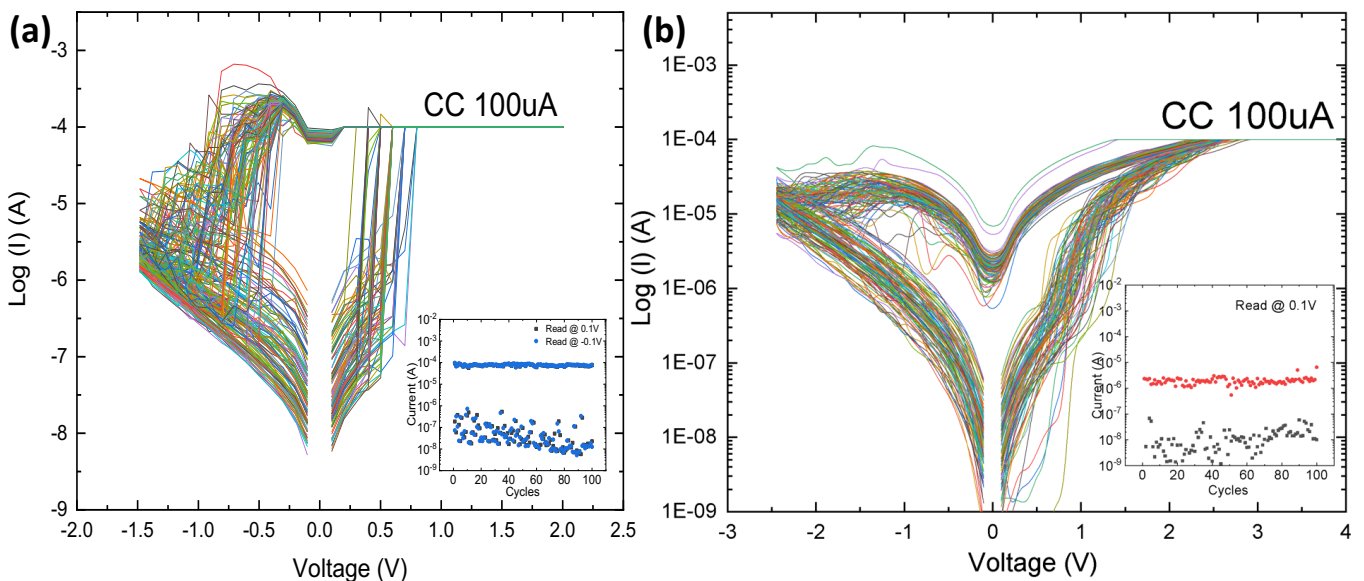 (a)
-3
-4
-5
-6
-7
-8
-9
Log (I) (A)
CC 100uA
-2.0 -1.5 -1.0 -0.5 0.0 0.5 1.0 1.5 2.0 2.5
Voltage (V)
10-2
10-3
10-4
10-5
10-6
10-7
10-8
10-9
Current (A)
Read @ 0.1V
Read @ -0.1V
0 20 40 60 80 100
Cycles
(b)
1E-03
1E-04
1E-05
1E-06
1E-07
1E-08
1E-09
Log (I) (A)
CC 100uA
-3 -2 -1 0 1 2 3 4
Voltage (V)
10-2
10-3
10-4
10-5
10-6
10-7
10-8
10-9
Current (A)
Read @ 0.1V
0 20 40 60 80 100
Cycles